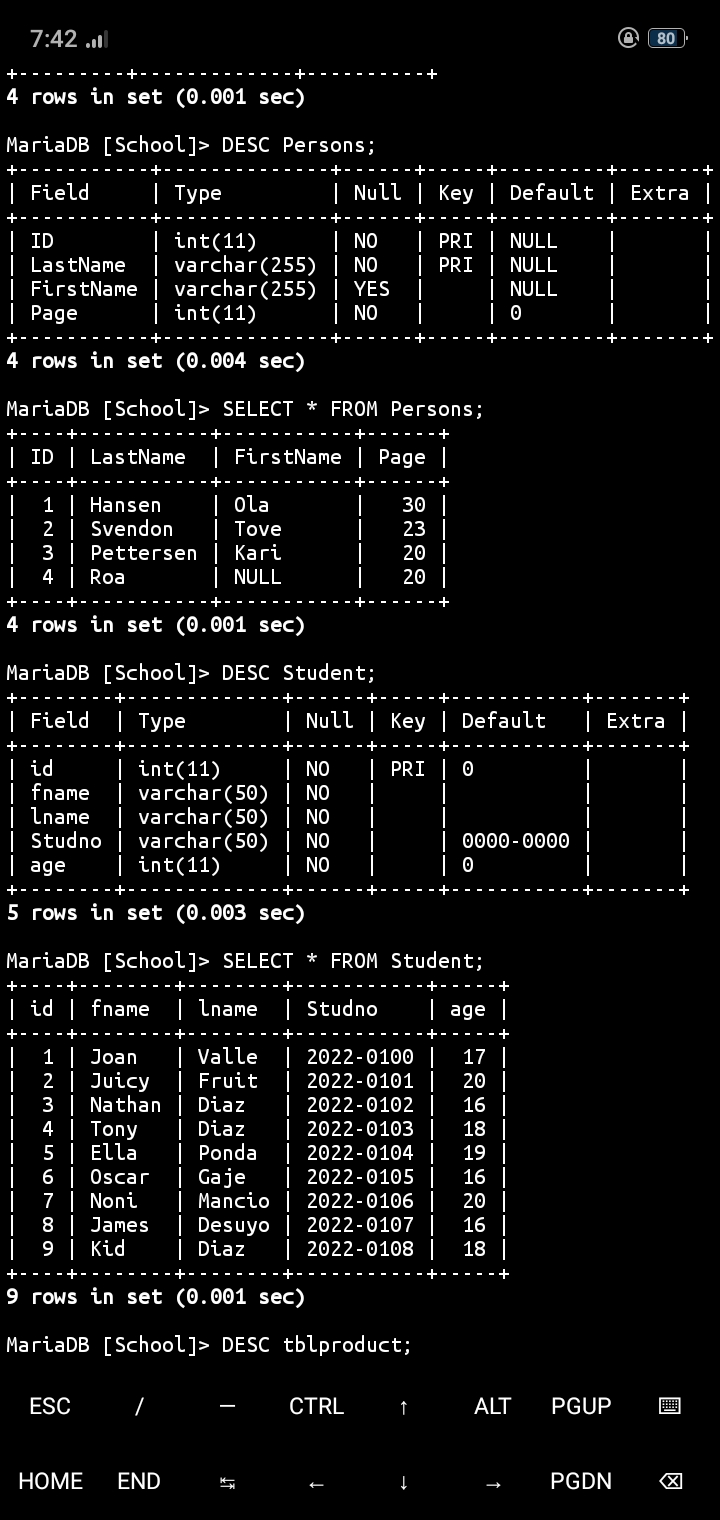 7:42 80
+---------+-------------+----------+
4 rows in set (0.001 sec)
MariaDB [School]> DESC Persons;
+-----------+--------------+------+-----+---------+-------+
| Field     | Type         | Null | Key | Default | Extra |
+-----------+--------------+------+-----+---------+-------+
| ID        | int(11)      | NO   | PRI | NULL    |       |
| LastName  | varchar(255) | NO   | PRI | NULL    |       |
| FirstName | varchar(255) | YES  |     | NULL    |       |
| Page      | int(11)      | NO   |     | 0       |       |
+-----------+--------------+------+-----+---------+-------+
4 rows in set (0.004 sec)
MariaDB [School]> SELECT * FROM Persons;
+----+-----------+-----------+------+
| ID | LastName  | FirstName | Page |
+----+-----------+-----------+------+
|  1 | Hansen    | Ola       |   30 |
|  2 | Svendon   | Tove      |   23 |
|  3 | Pettersen | Kari      |   20 |
|  4 | Roa       | NULL      |   20 |
+----+-----------+-----------+------+
4 rows in set (0.001 sec)
MariaDB [School]> DESC Student;
+--------+-------------+------+-----+-----------+-------+
| Field  | Type        | Null | Key | Default   | Extra |
+--------+-------------+------+-----+-----------+-------+
| id     | int(11)     | NO   | PRI | 0         |       |
| fname  | varchar(50) | NO   |     |           |       |
| lname  | varchar(50) | NO   |     |           |       |
| Studno | varchar(50) | NO   |     | 0000-0000 |       |
| age    | int(11)     | NO   |     | 0         |       |
+--------+-------------+------+-----+-----------+-------+
5 rows in set (0.003 sec)
MariaDB [School]> SELECT * FROM Student;
+----+--------+--------+-----------+-----+
| id | fname  | lname  | Studno    | age |
+----+--------+--------+-----------+-----+
|  1 | Joan   | Valle  | 2022-0100 |  17 |
|  2 | Juicy  | Fruit  | 2022-0101 |  20 |
|  3 | Nathan | Diaz   | 2022-0102 |  16 |
|  4 | Tony   | Diaz   | 2022-0103 |  18 |
|  5 | Ella   | Ponda  | 2022-0104 |  19 |
|  6 | Oscar  | Gaje   | 2022-0105 |  16 |
|  7 | Noni   | Mancio | 2022-0106 |  20 |
|  8 | James  | Desuyo | 2022-0107 |  16 |
|  9 | Kid    | Diaz   | 2022-0108 |  18 |
+----+--------+--------+-----------+-----+
9 rows in set (0.001 sec)
MariaDB [School]> DESC tblproduct;
ESC / — CTRL ↑ ALT PGUP
HOME END ↹ ← ↓ → PGDN ⌫